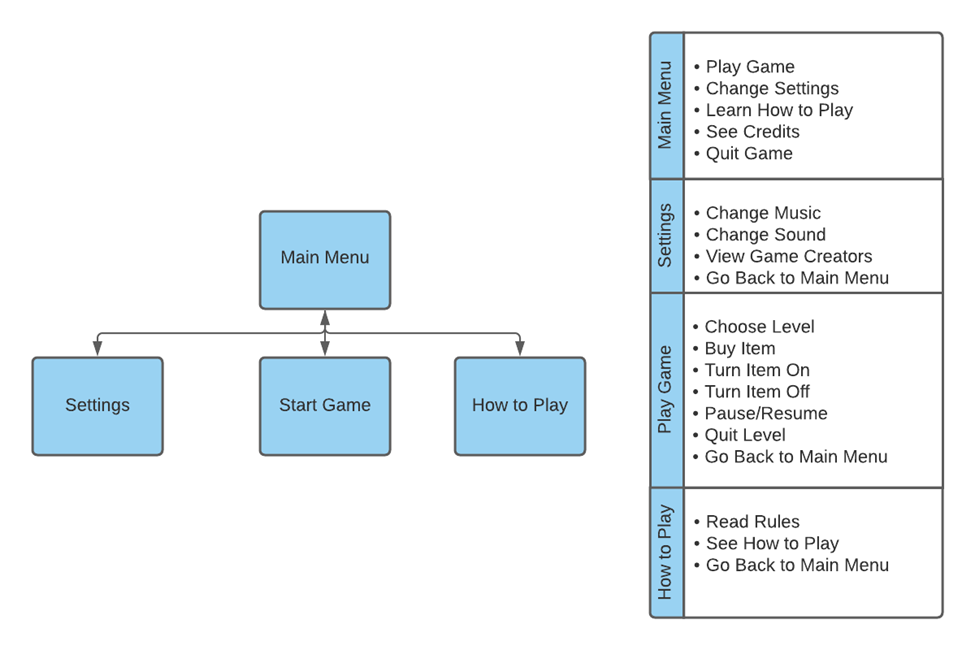 Main Menu
Settings
Start Game
How to Play
Main Menu
• Play Game
• Change Settings
• Learn How to Play
• See Credits
• Quit Game
Settings
• Change Music
• Change Sound
• View Game Creators
• Go Back to Main Menu
Play Game
• Choose Level
• Buy Item
• Turn Item On
• Turn Item Off
• Pause/Resume
• Quit Level
• Go Back to Main Menu
How to Play
• Read Rules
• See How to Play
• Go Back to Main Menu